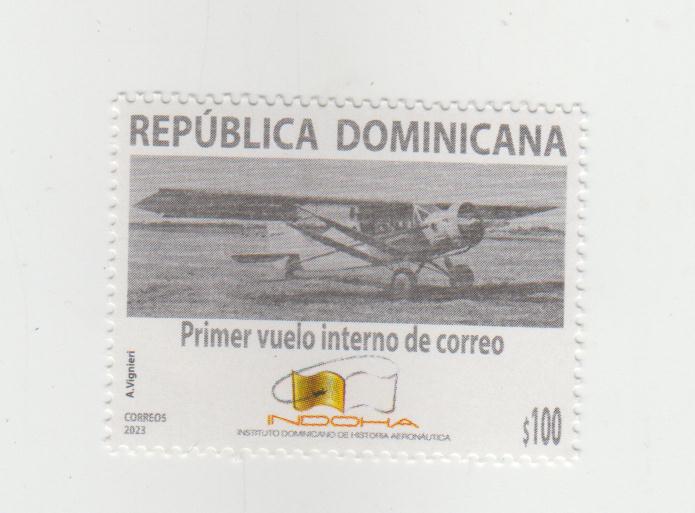 REPÚBLICA DOMINICANA
Primer vuelo interno de correo
A.Vignieri
INDOHA
INSTITUTO DOMINICANO DE HISTORIA AERONÁUTICA
CORREOS
2023
$100